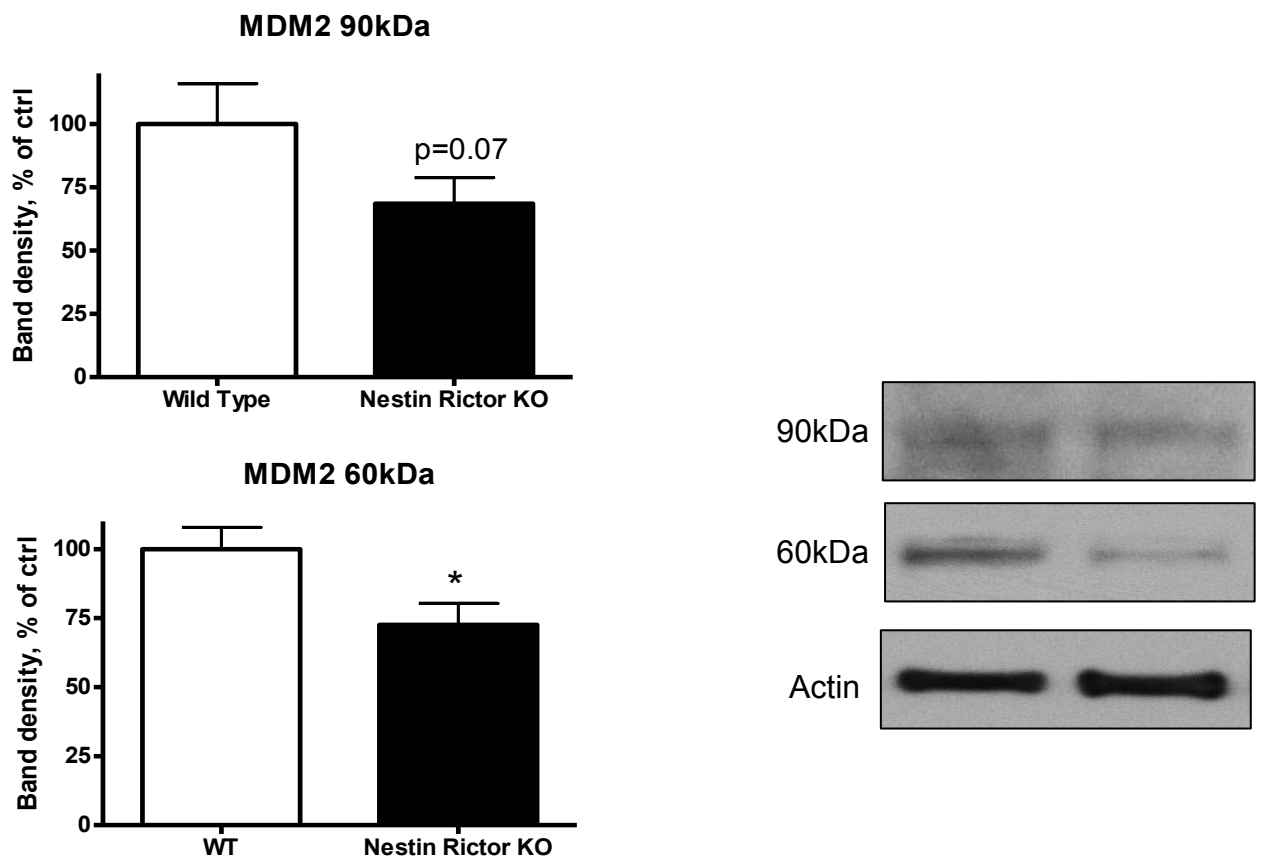 MDM2 90kDa
Band density, % of ctrl
100
75
50
25
0
p=0.07
Wild Type
Nestin Rictor KO
MDM2 60kDa
Band density, % of ctrl
100
75
50
25
0
*
WT
Nestin Rictor KO
90kDa
60kDa
Actin